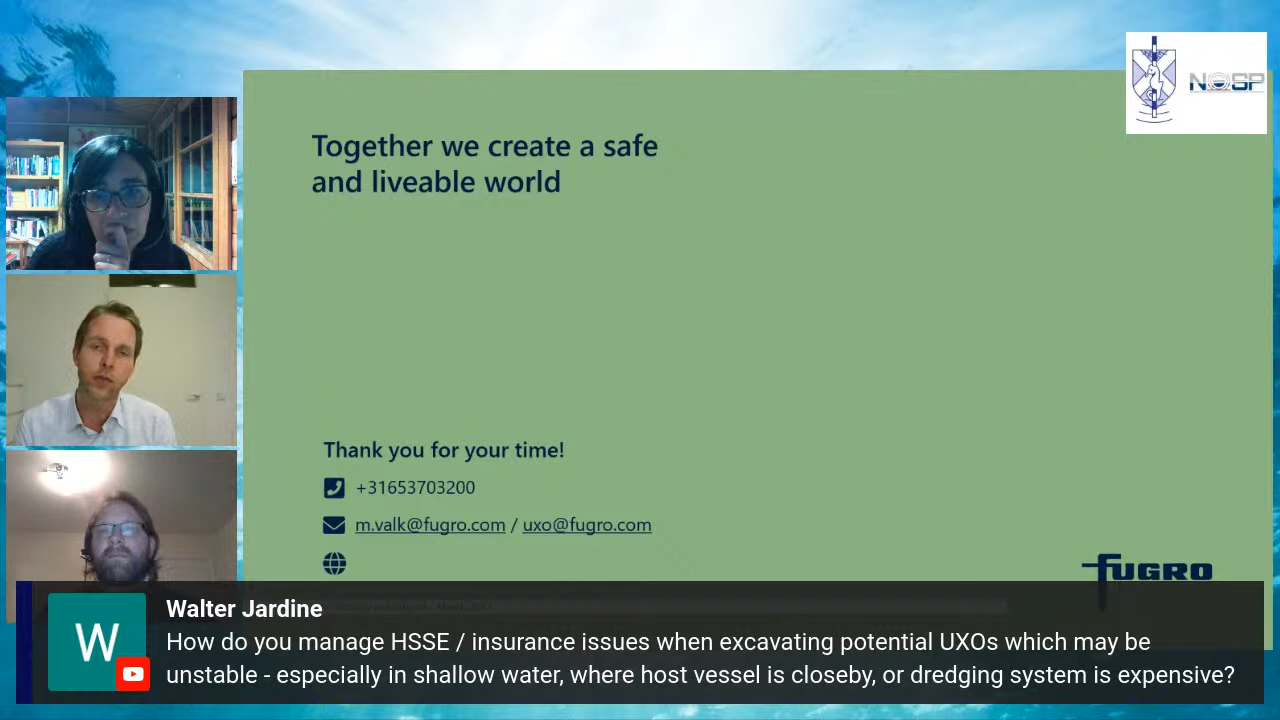 NOSP
Together we create a safe
and liveable world
Thank you for your time!
+31653703200
m.valk@fugro.com / uxo@fugro.com
fUGRO
Walter Jardine
W
How do you manage HSSE / insurance issues when excavating potential UXOs which may be
unstable - especially in shallow water, where host vessel is closeby, or dredging system is expensive?